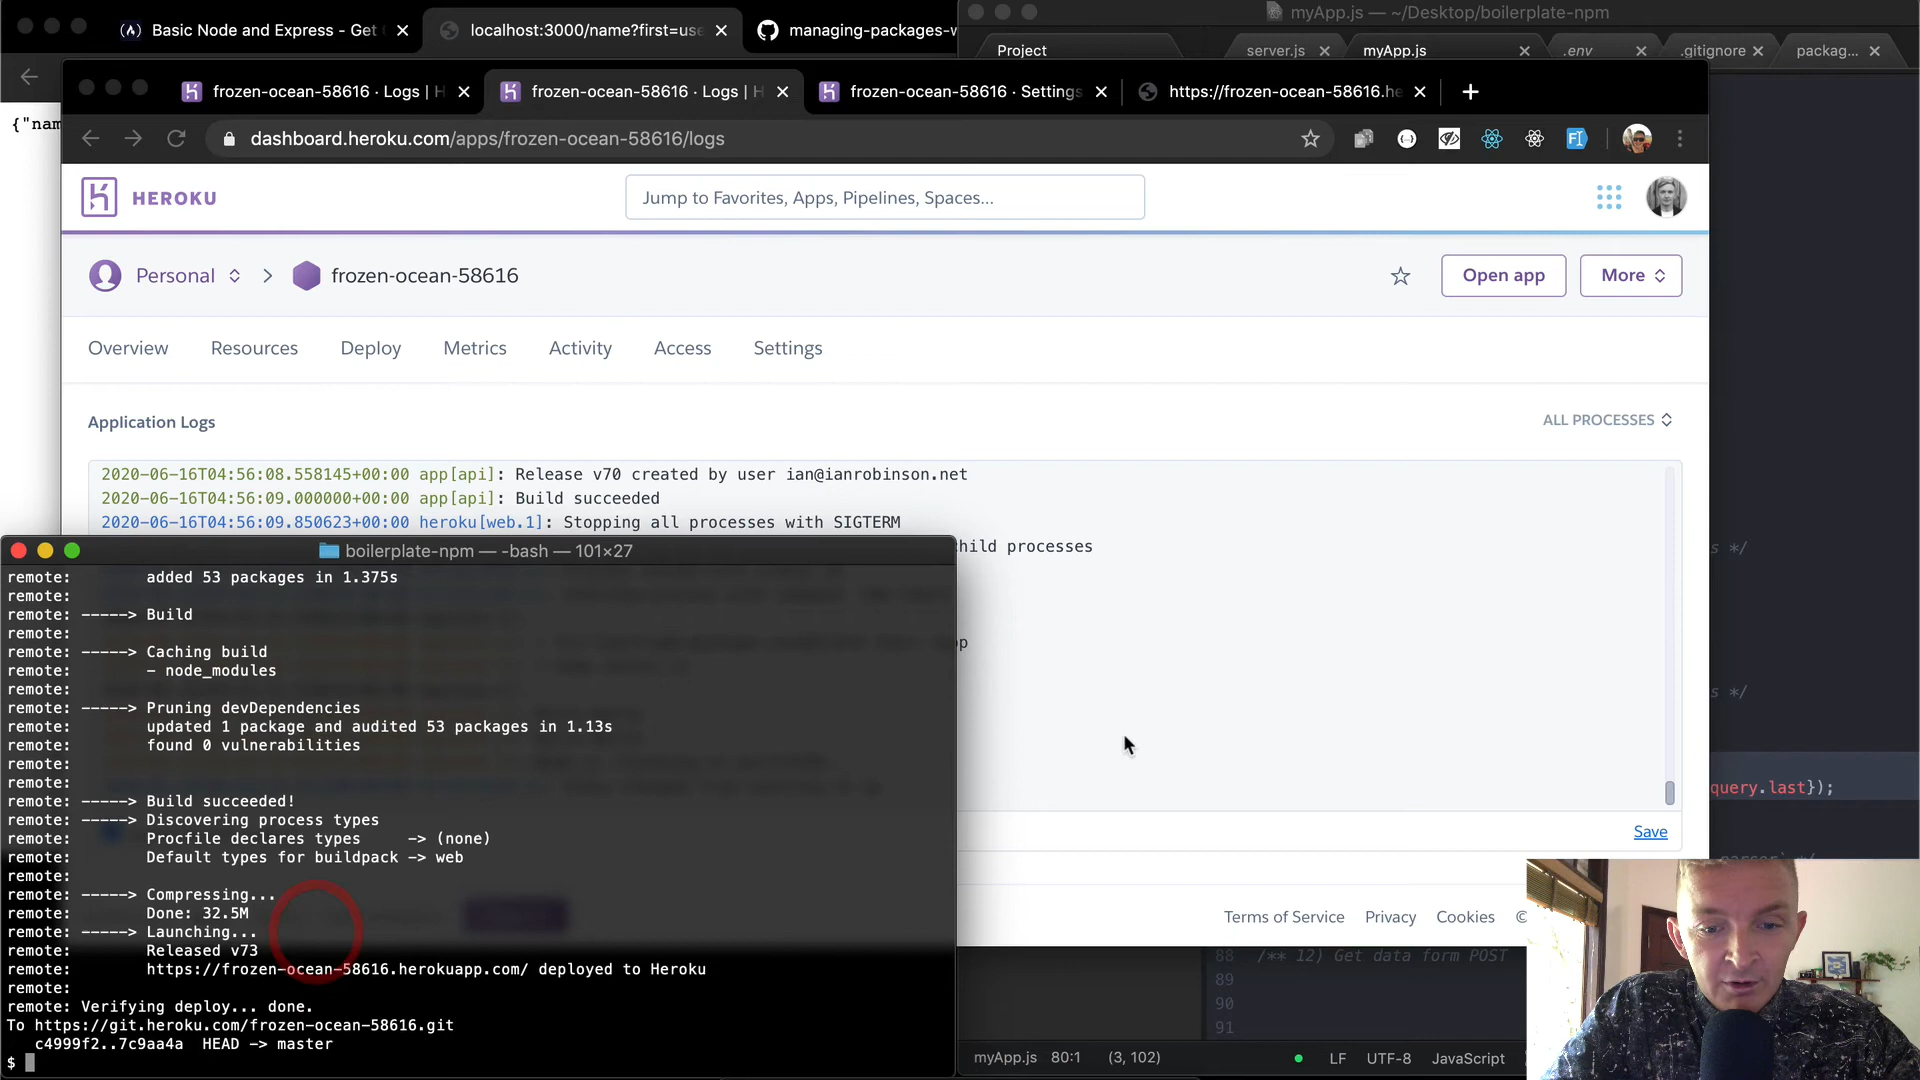 Basic Node and Express - Get
localhost:3000/name?first=use
managing-packages-w
myApp.js — ~/Desktop/boilerplate-npm
Project
server.js
myApp.js
.env
.gitignore
packag...
frozen-ocean-58616 · Logs | H
frozen-ocean-58616 · Logs | H
frozen-ocean-58616 · Settings
https://frozen-ocean-58616.he
{"nam
dashboard.heroku.com/apps/frozen-ocean-58616/logs
HEROKU
Jump to Favorites, Apps, Pipelines, Spaces...
Personal
frozen-ocean-58616
Open app
More
Overview
Resources
Deploy
Metrics
Activity
Access
Settings
Application Logs
ALL PROCESSES
2020-06-16T04:56:08.558145+00:00 app[api]: Release v70 created by user ian@ianrobinson.net
2020-06-16T04:56:09.000000+00:00 app[api]: Build succeeded
2020-06-16T04:56:09.850623+00:00 heroku[web.1]: Stopping all processes with SIGTERM
child processes
s */
s */
query.last});
Save
Terms of Service
Privacy
Cookies
©
88 /** 12) Get data form POST
89
90
91
myApp.js 80:1 (3, 102)
LF UTF-8 JavaScript
boilerplate-npm — -bash — 101×27
remote: added 53 packages in 1.375s
remote:
remote: -----> Build
remote:
remote: -----> Caching build
remote: - node_modules
remote:
remote: -----> Pruning devDependencies
remote: updated 1 package and audited 53 packages in 1.13s
remote: found 0 vulnerabilities
remote:
remote:
remote: -----> Build succeeded!
remote: -----> Discovering process types
remote: Procfile declares types -> (none)
remote: Default types for buildpack -> web
remote:
remote: -----> Compressing...
remote: Done: 32.5M
remote: -----> Launching...
remote: Released v73
remote: https://frozen-ocean-58616.herokuapp.com/ deployed to Heroku
remote:
remote: Verifying deploy... done.
To https://git.heroku.com/frozen-ocean-58616.git
c4999f2..7c9aa4a HEAD -> master
$